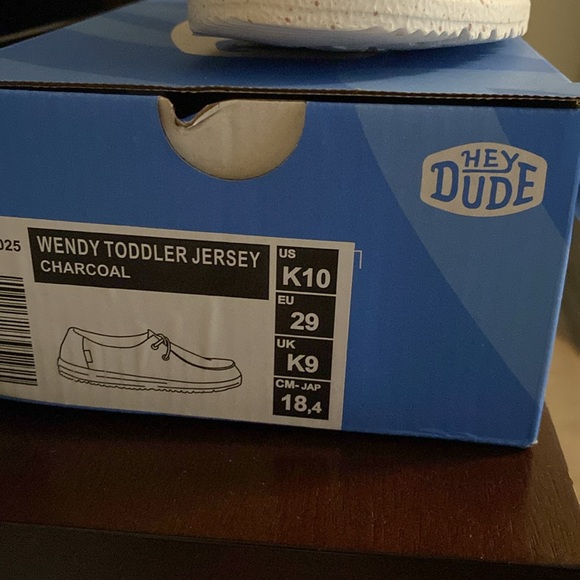 HEY
DUDE
025
WENDY TODDLER JERSEY
CHARCOAL
US
K10
EU
29
UK
K9
CM-JAP
18,4